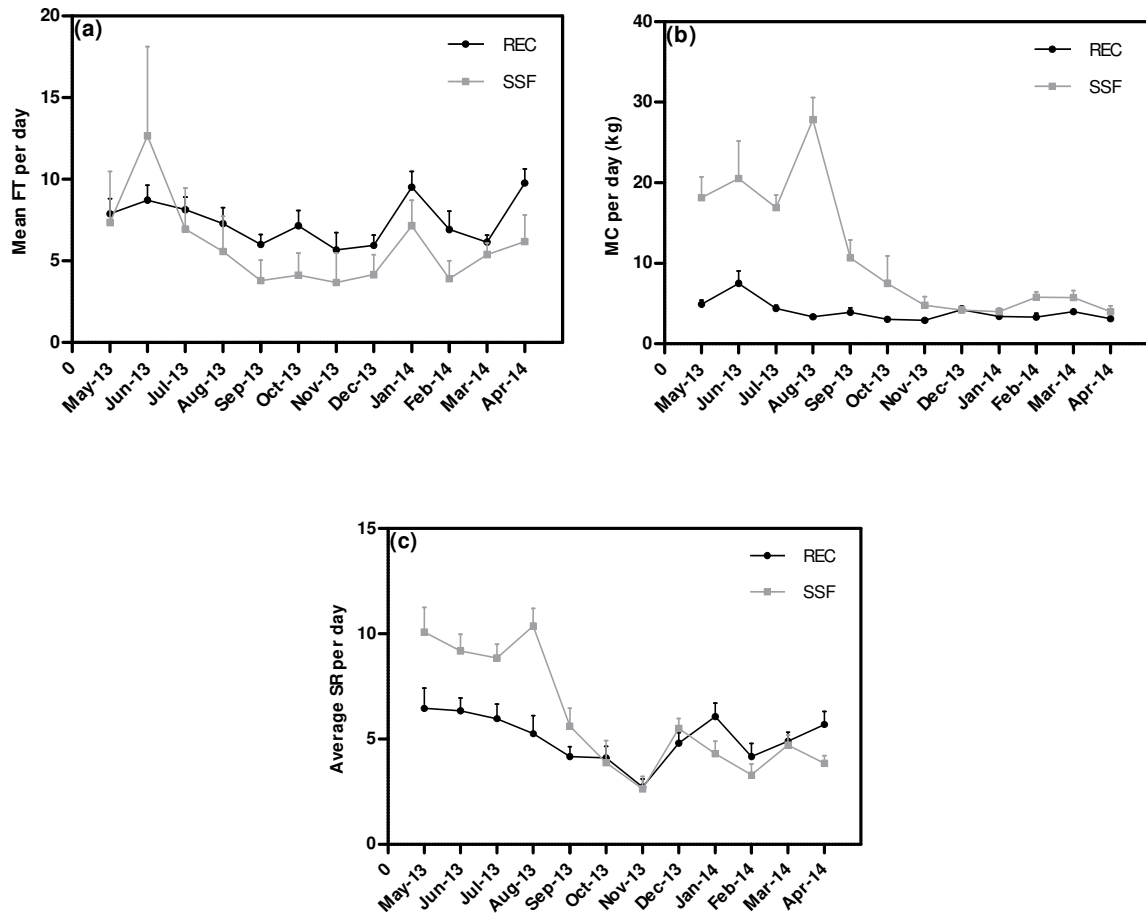 (a)
REC
SSF
Mean FT per day
20
15
10
5
0
0
May-13
Jun-13
Jul-13
Aug-13
Sep-13
Oct-13
Nov-13
Dec-13
Jan-14
Feb-14
Mar-14
Apr-14
(b)
REC
SSF
MC per day (kg)
40
30
20
10
0
0
May-13
Jun-13
Jul-13
Aug-13
Sep-13
Oct-13
Nov-13
Dec-13
Jan-14
Feb-14
Mar-14
Apr-14
(c)
REC
SSF
Average SR per day
15
10
5
0
0
May-13
Jun-13
Jul-13
Aug-13
Sep-13
Oct-13
Nov-13
Dec-13
Jan-14
Feb-14
Mar-14
Apr-14